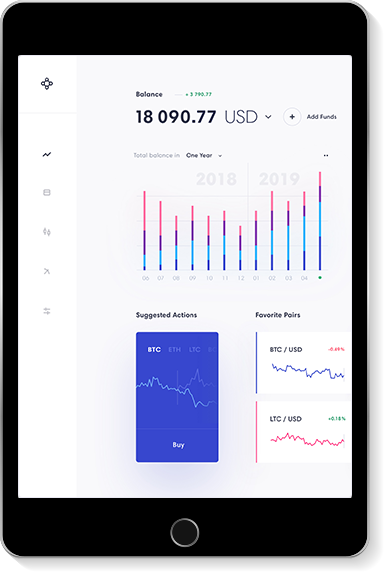 Balance + 3 790.77
18 090.77 USD + Add Funds
Total balance in One Year
2018 2019
06 07 08 09 10 11 12 01 02 03 04
Suggested Actions Favorite Pairs
BTC ETH LTC
BTC / USD -0.49%
LTC / USD +0.18%
Buy